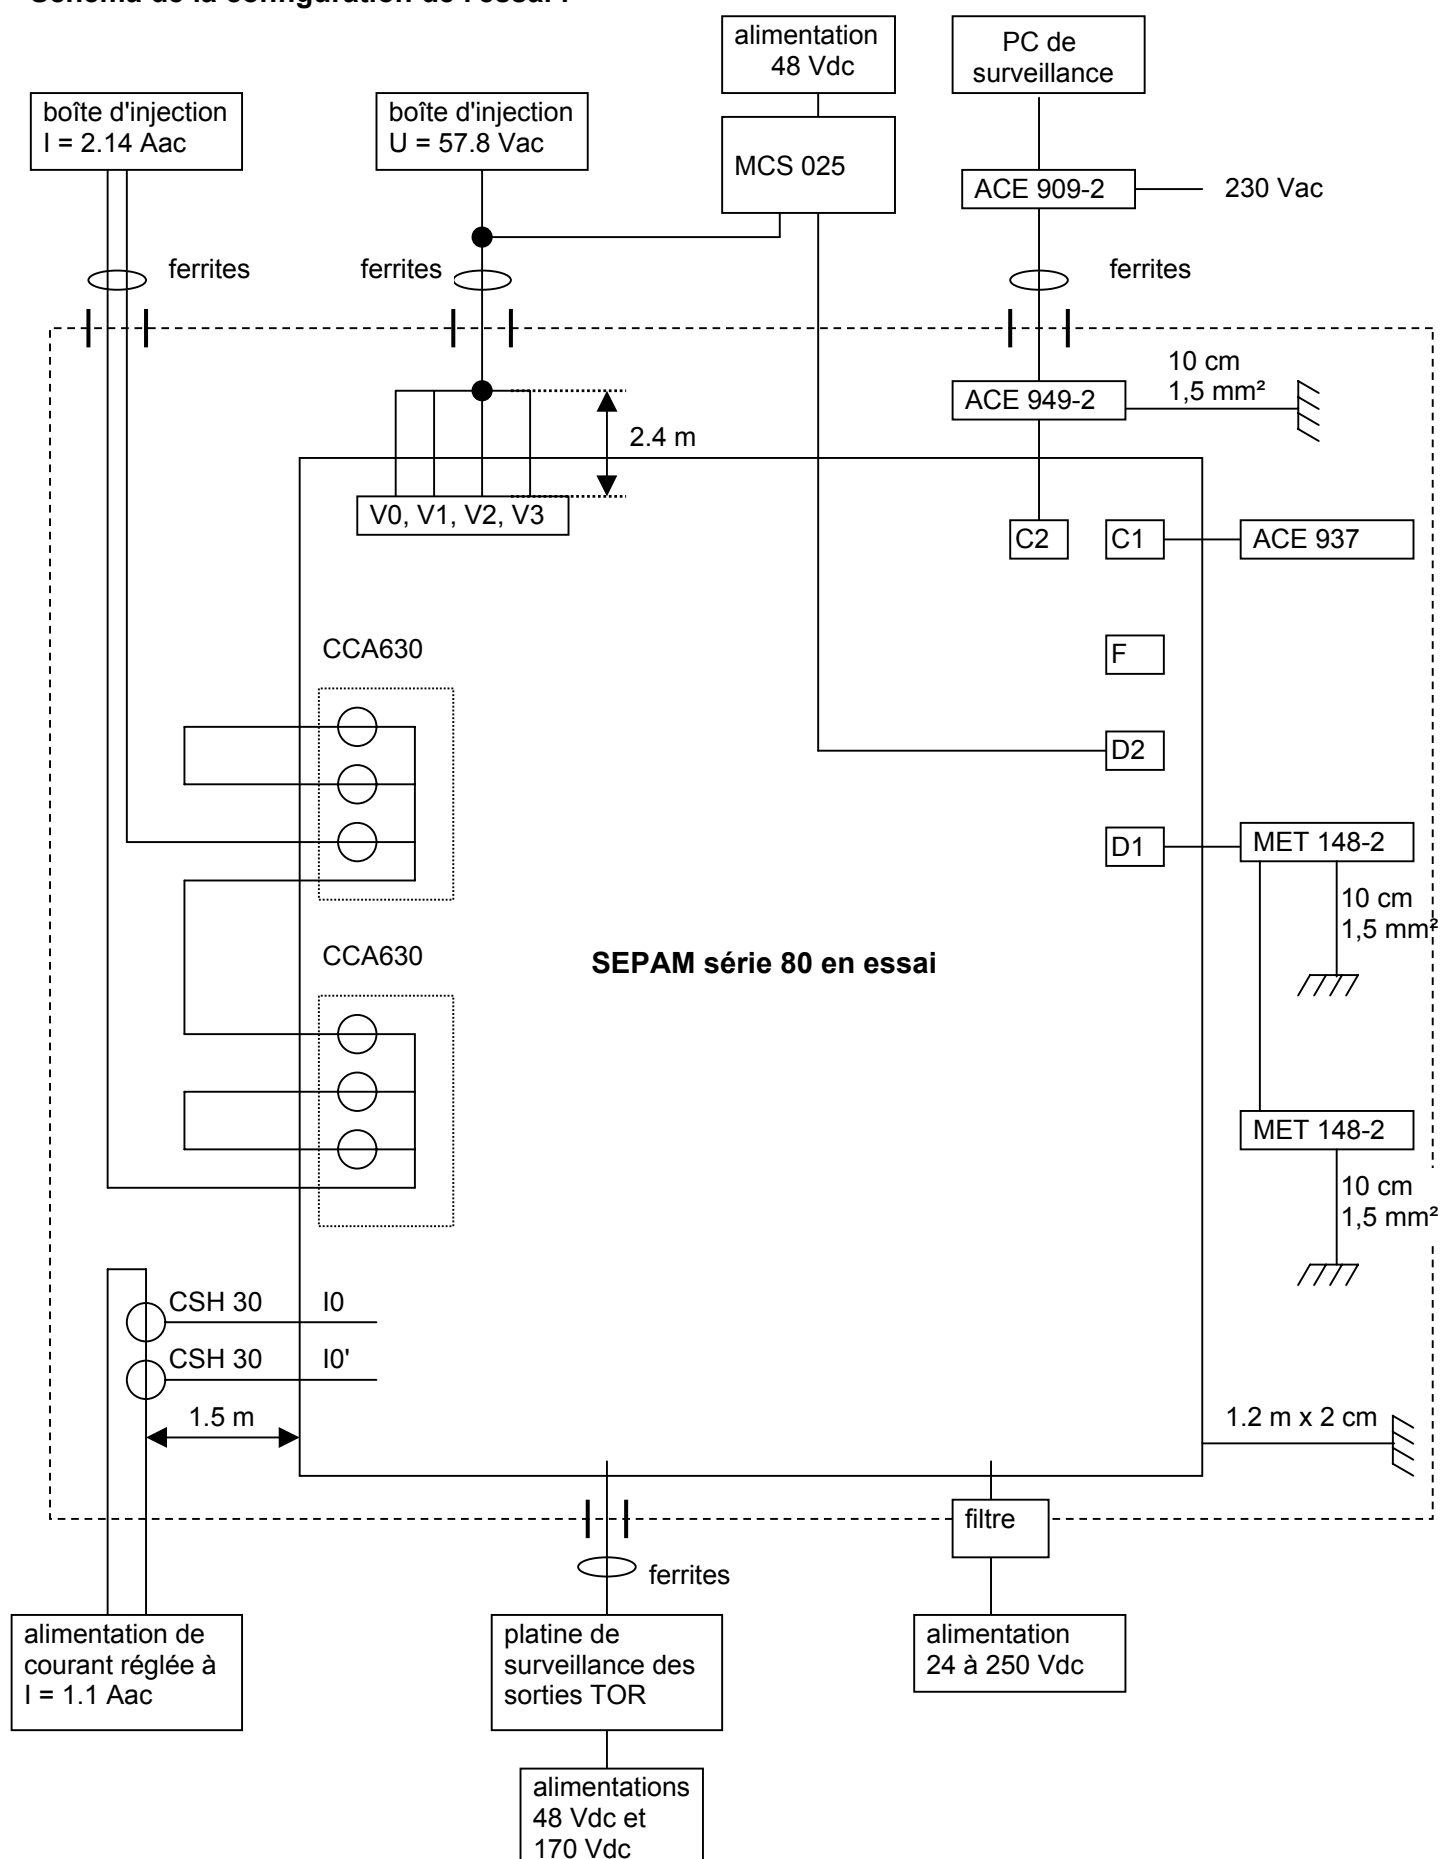 Schéma de la configuration de l'essai :
alimentation
48 Vdc
PC de
surveillance
boîte d'injection
I = 2.14 Aac
boîte d'injection
U = 57.8 Vac
MCS 025
ACE 909-2
230 Vac
ferrites
ferrites
ferrites
10 cm
1,5 mm²
ACE 949-2
2.4 m
V0, V1, V2, V3
C2
C1
ACE 937
CCA630
F
D2
D1
MET 148-2
10 cm
1,5 mm²
CCA630
SEPAM série 80 en essai
MET 148-2
10 cm
1,5 mm²
CSH 30
I0
CSH 30
I0'
1.5 m
1.2 m x 2 cm
filtre
ferrites
alimentation de
courant réglée à
I = 1.1 Aac
platine de
surveillance des
sorties TOR
alimentation
24 à 250 Vdc
alimentations
48 Vdc et
170 Vdc